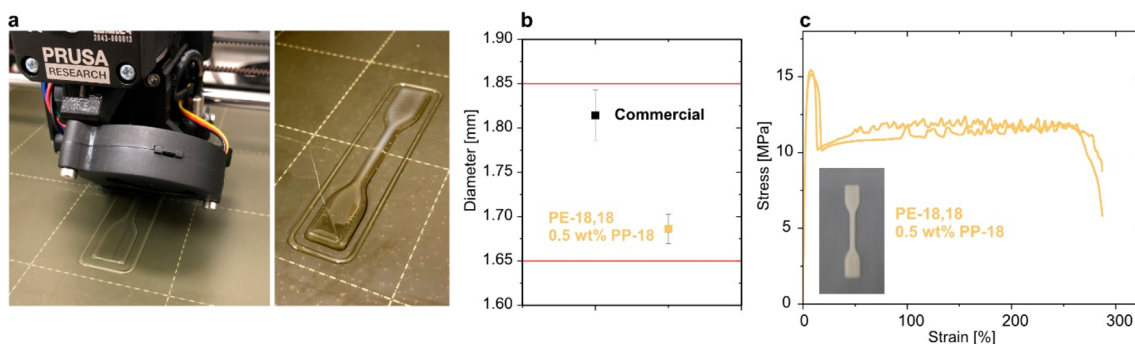 a
2043-000013
PRUSA
RESEARCH
b
1.90
1.85
1.80
1.75
1.70
1.65
1.60
Diameter [mm]
Commercial
PE-18,18
0.5 wt% PP-18
c
15
10
5
0
Stress [MPa]
PE-18,18
0.5 wt% PP-18
0
100
200
300
Strain [%]